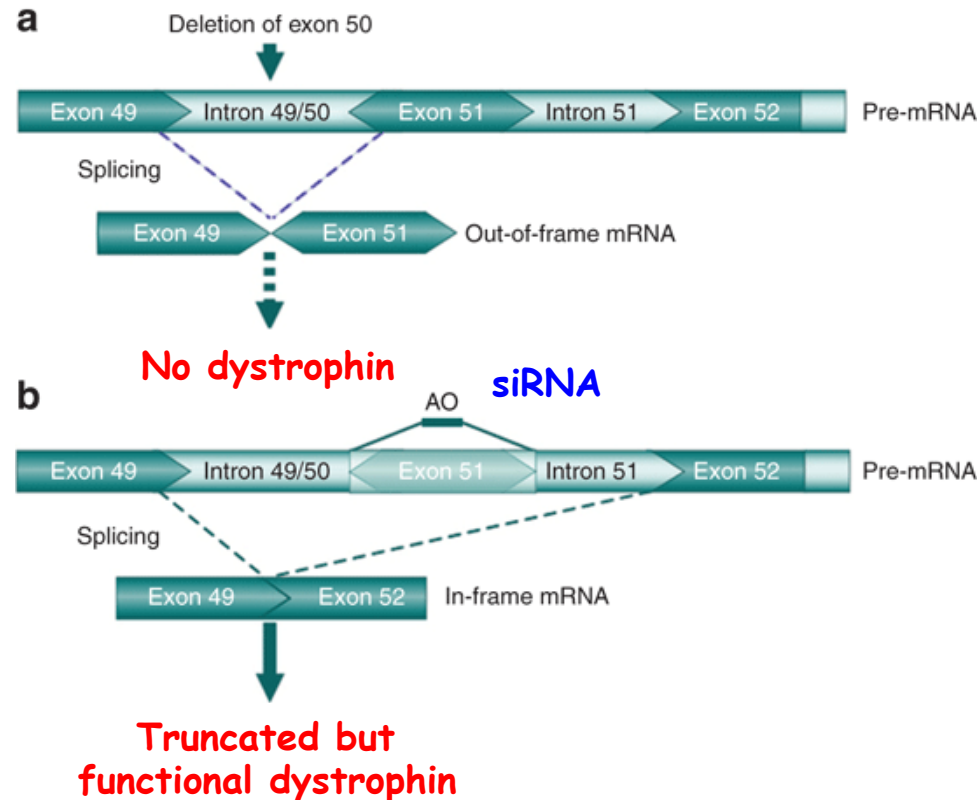 a
Deletion of exon 50
Exon 49 Intron 49/50 Exon 51 Intron 51 Exon 52 Pre-mRNA
Splicing
Exon 49 Exon 51 Out-of-frame mRNA
No dystrophin
b
siRNA
AO
Exon 49 Intron 49/50 Exon 51 Intron 51 Exon 52 Pre-mRNA
Splicing
Exon 49 Exon 52 In-frame mRNA
Truncated but
functional dystrophin